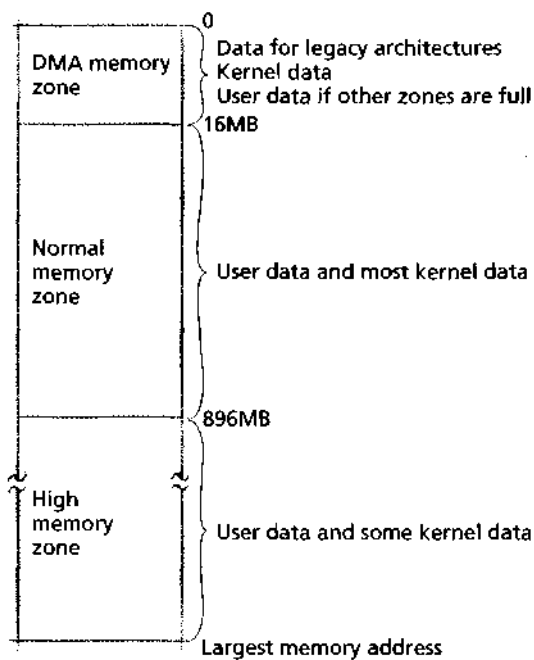 0
DMA memory
zone
Data for legacy architectures
Kernel data
User data if other zones are full
16MB
Normal
memory
zone
User data and most kernel data
896MB
High
memory
zone
User data and some kernel data
Largest memory address